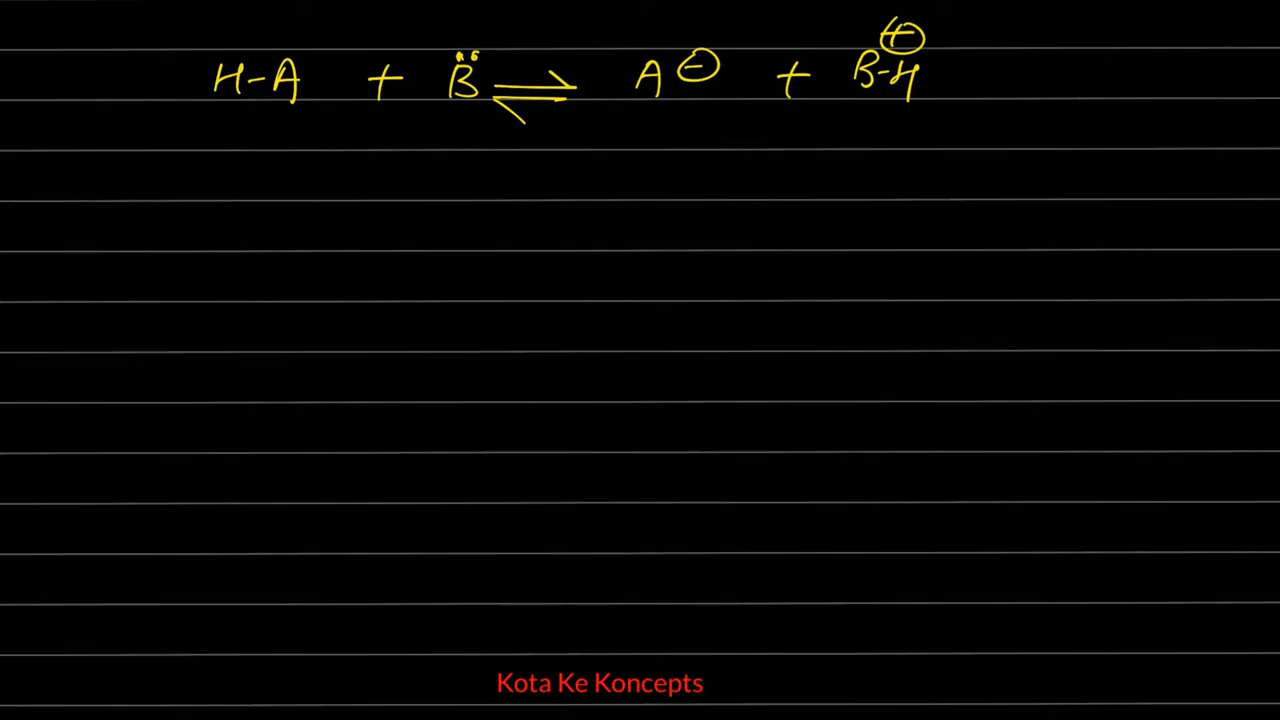 H-A + B̈ ⇌ A⊖ + B-H⊕
Kota Ke Koncepts